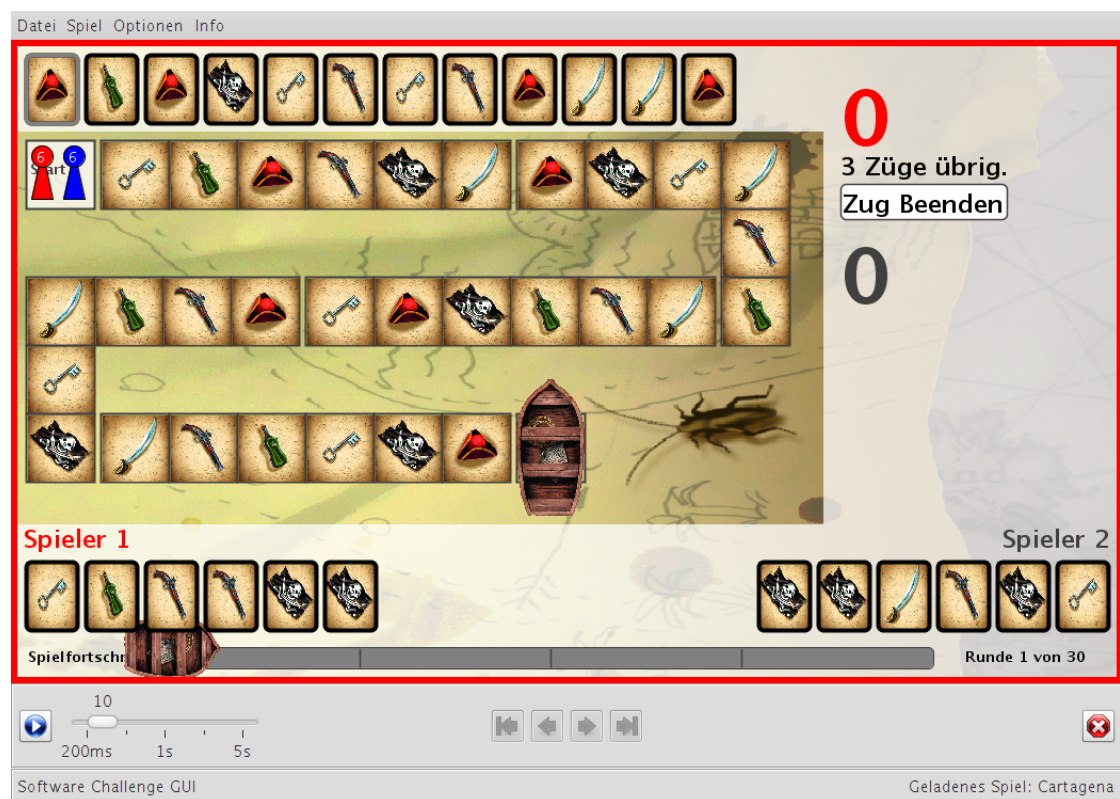 Datei Spiel Optionen Info
6 6
Start
0
3 Züge übrig.
Zug Beenden
0
Spieler 1
Spieler 2
Runde 1 von 30
10
200ms 1s 5s
Software Challenge GUI
Geladenes Spiel: Cartagena